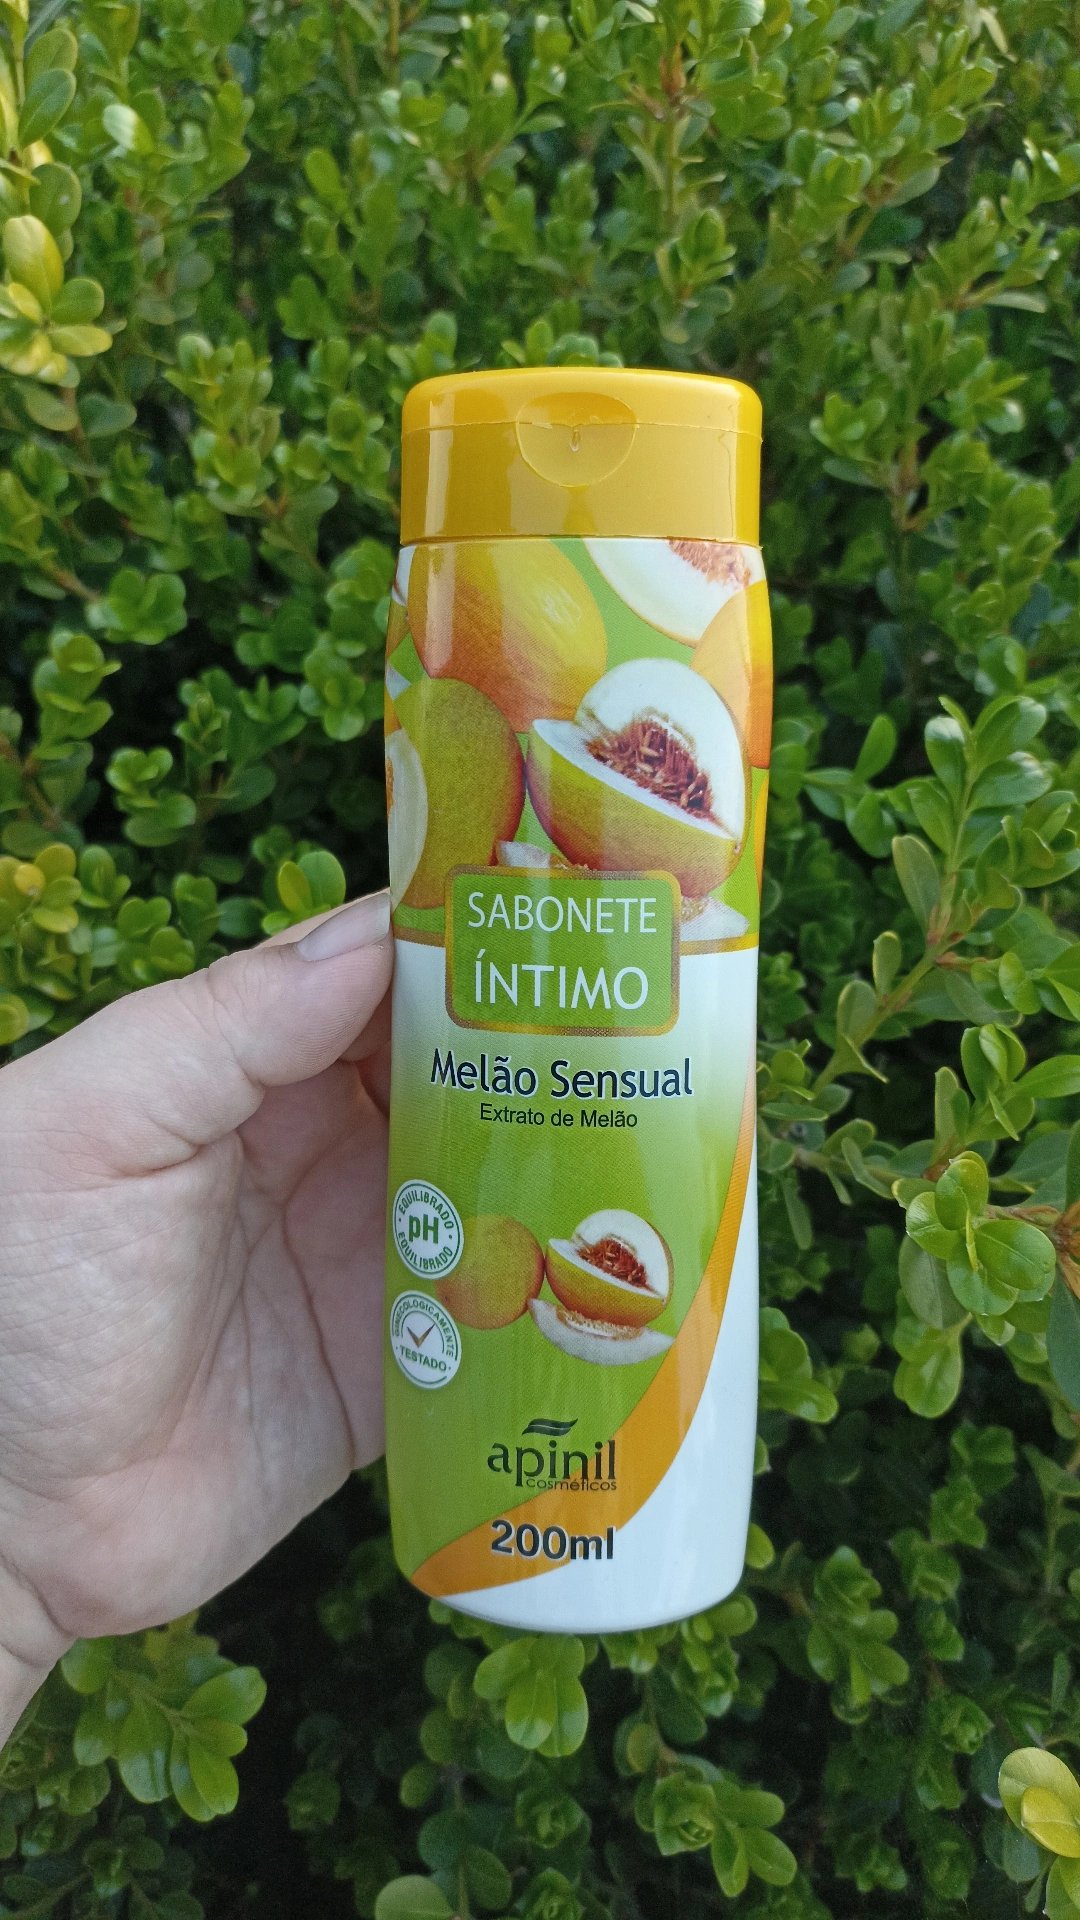 SABONETE
ÍNTIMO
Melão Sensual
Extrato de Melão
EQUILIBRADO
pH
EQUILIBRADO
GINECOLOGICAMENTE
TESTADO
apinil
cosméticos
200ml